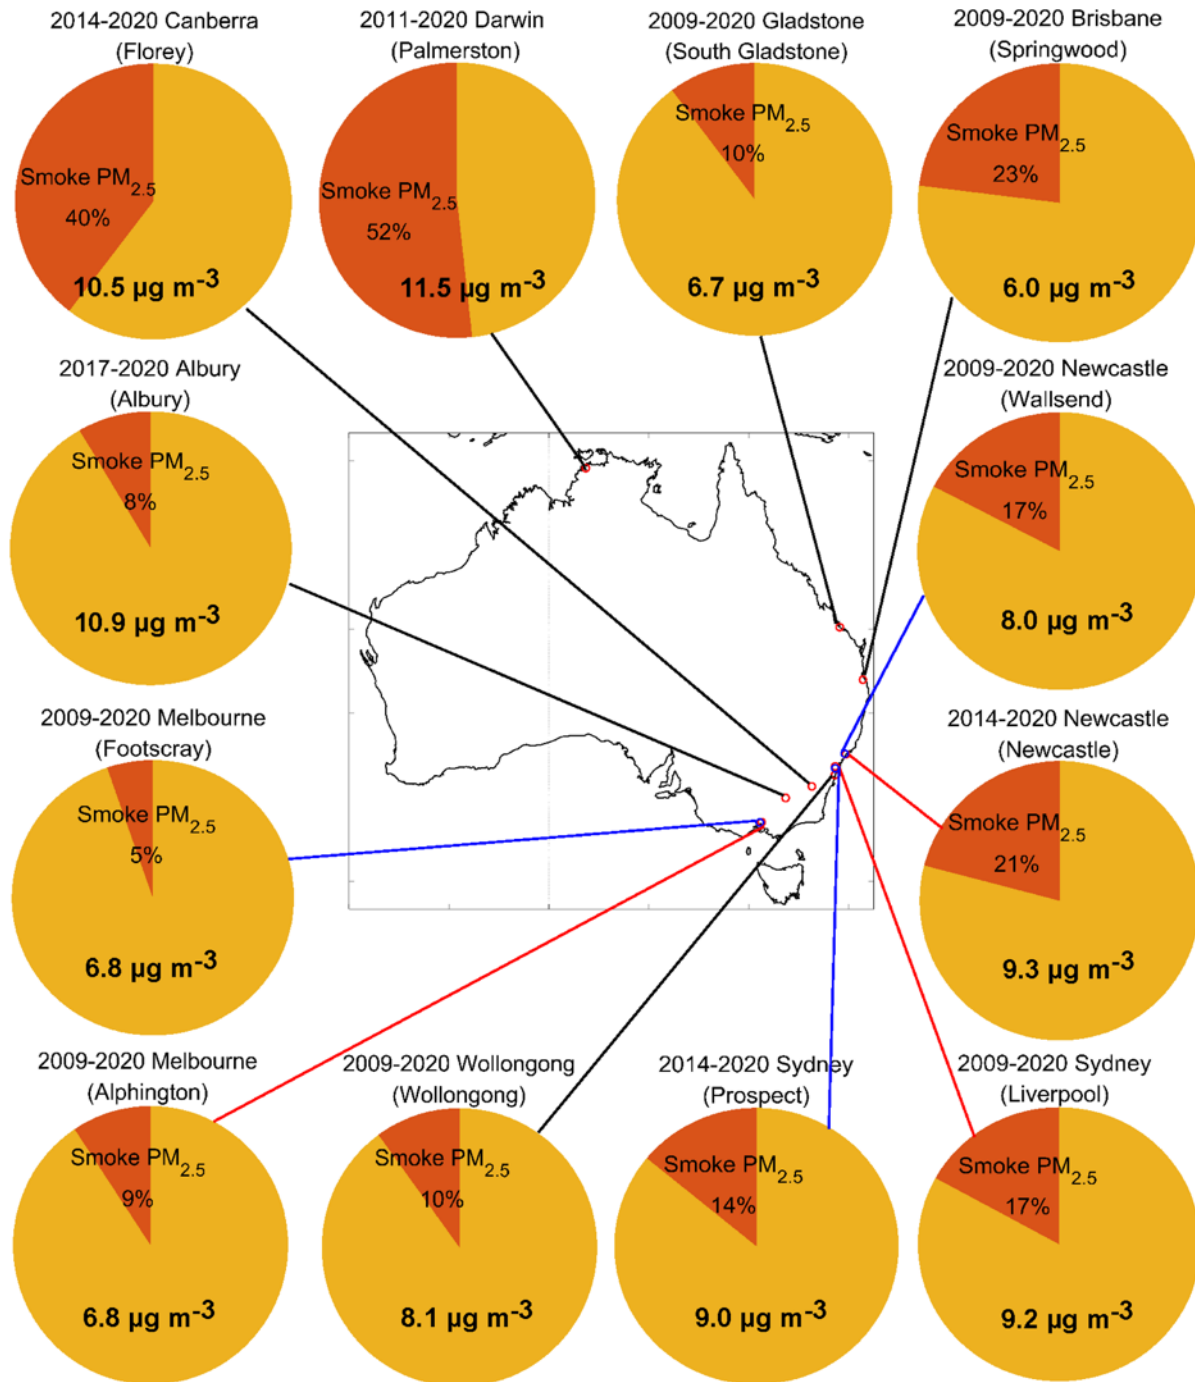 2014-2020 Canberra
(Florey)
Smoke PM2.5
40%
10.5 µg m-3
2011-2020 Darwin
(Palmerston)
Smoke PM2.5
52%
11.5 µg m-3
2009-2020 Gladstone
(South Gladstone)
Smoke PM2.5
10%
6.7 µg m-3
2009-2020 Brisbane
(Springwood)
Smoke PM2.5
23%
6.0 µg m-3
2017-2020 Albury
(Albury)
Smoke PM2.5
8%
10.9 µg m-3
2009-2020 Newcastle
(Wallsend)
Smoke PM2.5
17%
8.0 µg m-3
2009-2020 Melbourne
(Footscray)
Smoke PM2.5
5%
6.8 µg m-3
2014-2020 Newcastle
(Newcastle)
Smoke PM2.5
21%
9.3 µg m-3
2009-2020 Melbourne
(Alphington)
Smoke PM2.5
9%
6.8 µg m-3
2009-2020 Wollongong
(Wollongong)
Smoke PM2.5
10%
8.1 µg m-3
2014-2020 Sydney
(Prospect)
Smoke PM2.5
14%
9.0 µg m-3
2009-2020 Sydney
(Liverpool)
Smoke PM2.5
17%
9.2 µg m-3